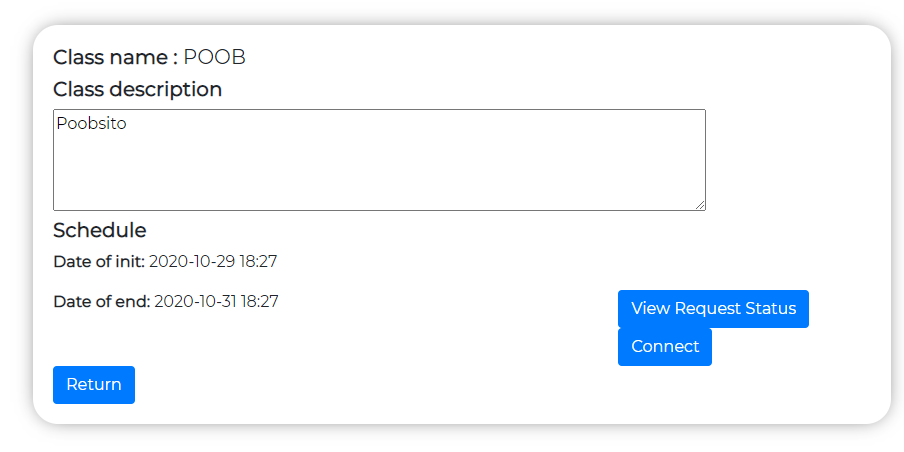 Class name : POOB
Class description
Poobsito
Schedule
Date of init: 2020-10-29 18:27
Date of end: 2020-10-31 18:27
View Request Status
Connect
Return